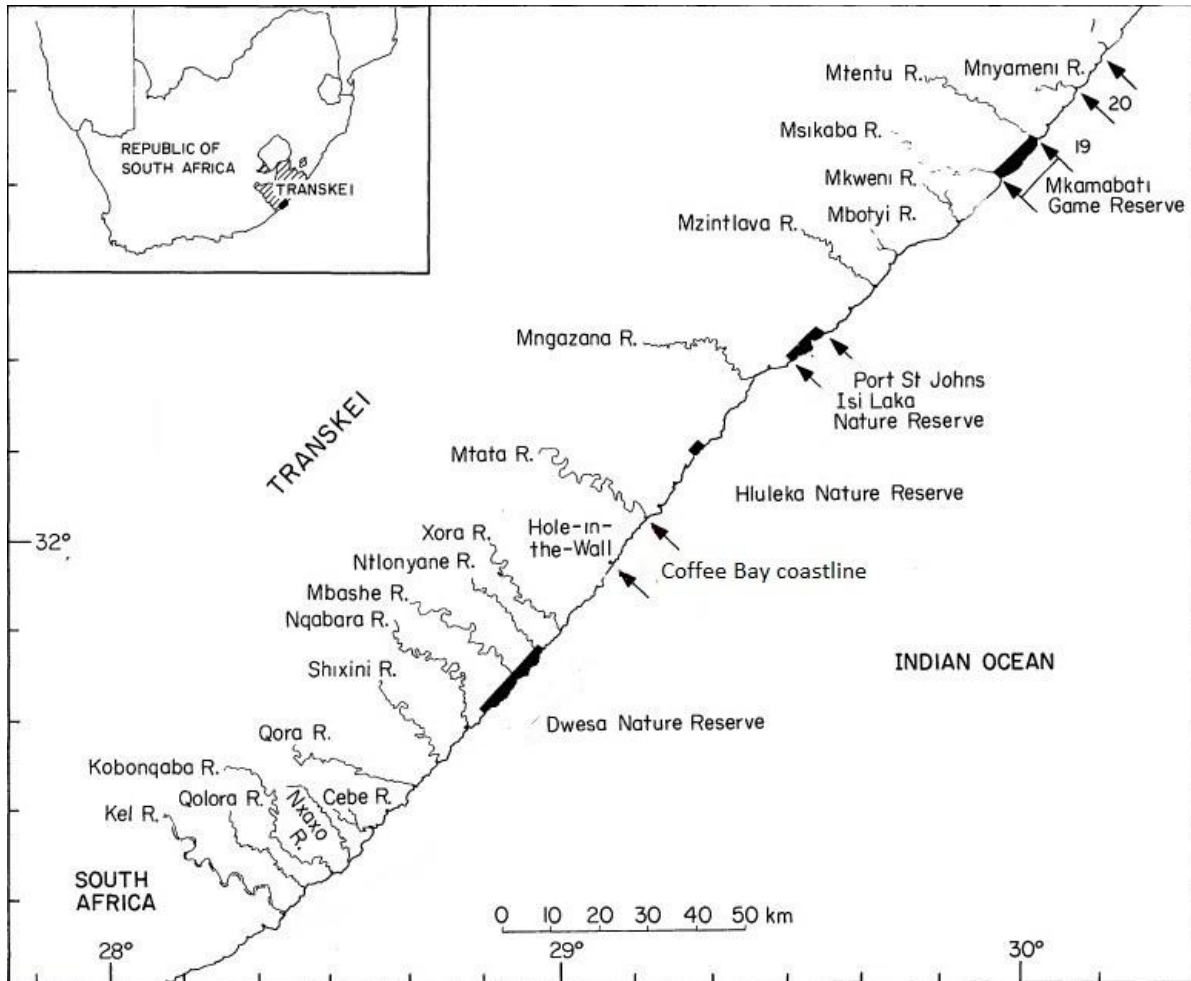 REPUBLIC OF
SOUTH AFRICA
TRANSKEI
Mtentu R.
Mnyameni R.
20
Msikaba R.
19
Mkweni R.
Mkamabati
Game Reserve
Mbotyi R.
Mzintlava R.
Mngazana R.
Port St Johns
Isi Laka
Nature Reserve
TRANSKEI
Mtata R.
Hluleka Nature Reserve
32°
Xora R.
Hole-in-
the-Wall
Ntlonyane R.
Coffee Bay coastline
Mbashe R.
Nqabara R.
Shixini R.
INDIAN OCEAN
Dwesa Nature Reserve
Qora R.
Kobonqaba R.
Qolora R.
Nxaxo
R.
Cebe R.
Kel R.
SOUTH
AFRICA
0 10 20 30 40 50 km
28° 29° 30°